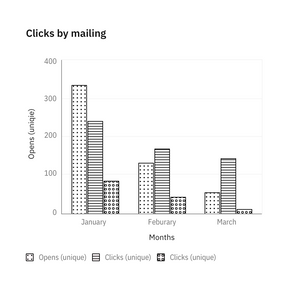 Clicks by mailing
400
300
200
100
0
Opens (uniqie)
January
Feburary
March
Months
Opens (unique)
Clicks (unique)
Clicks (unique)